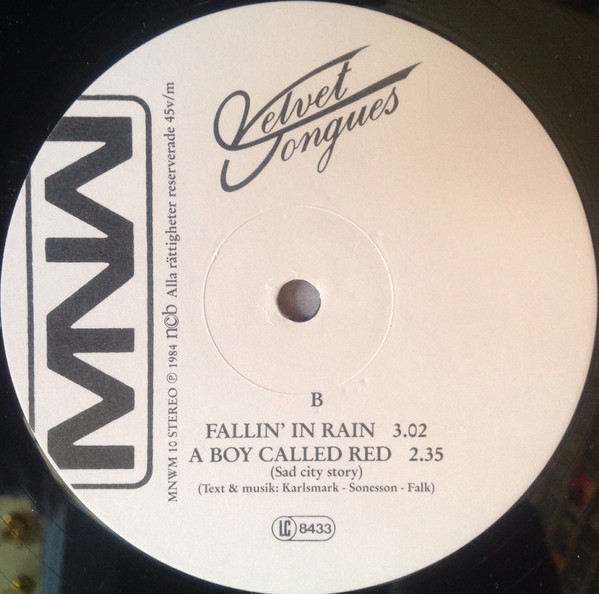 Velvet
Tongues
MNW
MNWM 10 STEREO ℗ 1984 n©b Alla rättigheter reserverade 45v/m
B
FALLIN' IN RAIN 3.02
A BOY CALLED RED 2.35
(Sad city story)
(Text & musik: Karlsmark - Sonesson - Falk)
LC 8433